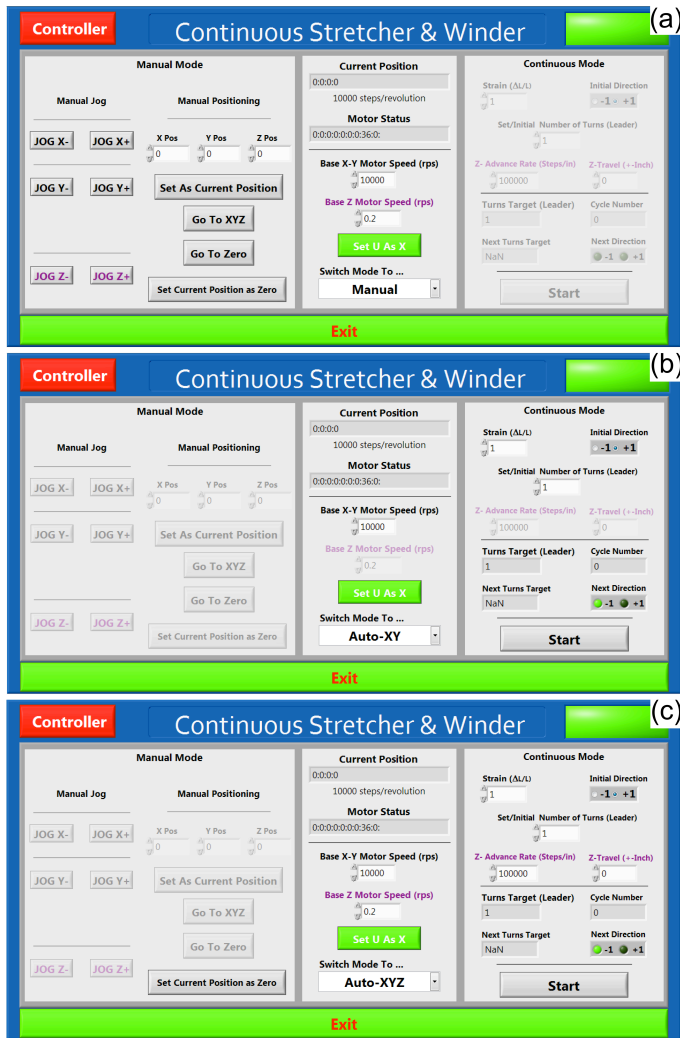 (a)
Controller
Continuous Stretcher & Winder
Manual Mode
Manual Jog
Manual Positioning
JOG X- JOG X+
X Pos Y Pos Z Pos
0 0 0
JOG Y- JOG Y+
Set As Current Position
Go To XYZ
Go To Zero
JOG Z- JOG Z+
Set Current Position as Zero
Current Position
0:0:0:0
10000 steps/revolution
Motor Status
0:0:0:0:0:0:36:0:
Base X-Y Motor Speed (rps)
10000
Base Z Motor Speed (rps)
0.2
Set U As X
Switch Mode To ...
Manual
Continuous Mode
Strain (ΔL/L) Initial Direction
1 -1 +1
Set/Initial Number of Turns (Leader)
1
Z- Advance Rate (Steps/in) Z-Travel (+-Inch)
100000 0
Turns Target (Leader) Cycle Number
1 0
Next Turns Target Next Direction
NaN -1 +1
Start
Exit
(b)
Controller
Continuous Stretcher & Winder
Manual Mode
Manual Jog
Manual Positioning
JOG X- JOG X+
X Pos Y Pos Z Pos
0 0 0
JOG Y- JOG Y+
Set As Current Position
Go To XYZ
Go To Zero
JOG Z- JOG Z+
Set Current Position as Zero
Current Position
0:0:0:0
10000 steps/revolution
Motor Status
0:0:0:0:0:0:36:0:
Base X-Y Motor Speed (rps)
10000
Base Z Motor Speed (rps)
0.2
Set U As X
Switch Mode To ...
Auto-XY
Continuous Mode
Strain (ΔL/L) Initial Direction
1 -1 +1
Set/Initial Number of Turns (Leader)
1
Z- Advance Rate (Steps/in) Z-Travel (+-Inch)
100000 0
Turns Target (Leader) Cycle Number
1 0
Next Turns Target Next Direction
NaN -1 +1
Start
Exit
(c)
Controller
Continuous Stretcher & Winder
Manual Mode
Manual Jog
Manual Positioning
JOG X- JOG X+
X Pos Y Pos Z Pos
0 0 0
JOG Y- JOG Y+
Set As Current Position
Go To XYZ
Go To Zero
JOG Z- JOG Z+
Set Current Position as Zero
Current Position
0:0:0:0
10000 steps/revolution
Motor Status
0:0:0:0:0:0:36:0:
Base X-Y Motor Speed (rps)
10000
Base Z Motor Speed (rps)
0.2
Set U As X
Switch Mode To ...
Auto-XYZ
Continuous Mode
Strain (ΔL/L) Initial Direction
1 -1 +1
Set/Initial Number of Turns (Leader)
1
Z- Advance Rate (Steps/in) Z-Travel (+-Inch)
100000 0
Turns Target (Leader) Cycle Number
1 0
Next Turns Target Next Direction
NaN -1 +1
Start
Exit